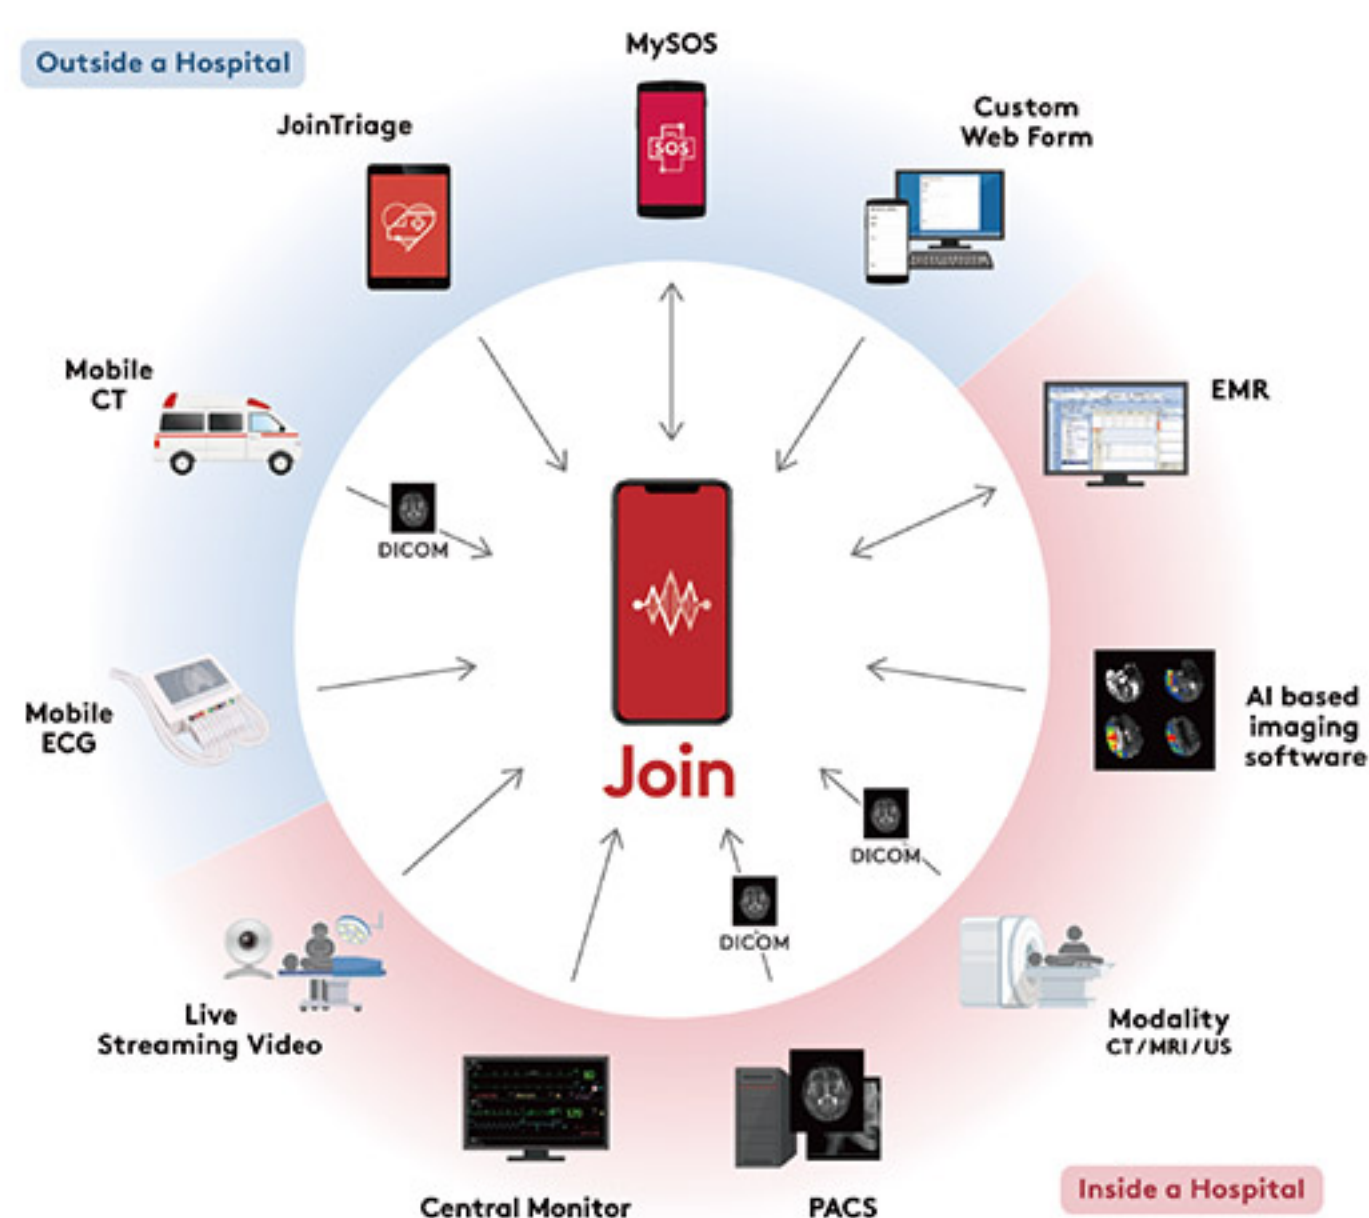 Outside a Hospital
MySOS
JoinTriage
Custom
Web Form
SOS
Mobile
CT
EMR
DICOM
Mobile
ECG
AI based
imaging
software
Join
DICOM
DICOM
Live
Streaming Video
Modality
CT/MRI/US
Central Monitor
PACS
Inside a Hospital